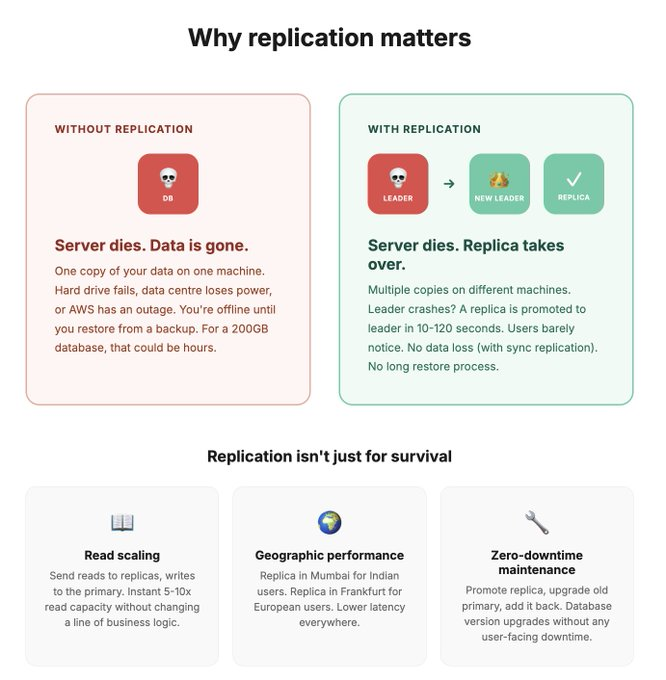 Why replication matters
WITHOUT REPLICATION
DB
Server dies. Data is gone.
One copy of your data on one machine.
Hard drive fails, data centre loses power,
or AWS has an outage. You're offline until
you restore from a backup. For a 200GB
database, that could be hours.
WITH REPLICATION
LEADER
→
NEW LEADER
REPLICA
Server dies. Replica takes
over.
Multiple copies on different machines.
Leader crashes? A replica is promoted to
leader in 10-120 seconds. Users barely
notice. No data loss (with sync replication).
No long restore process.
Replication isn't just for survival
Read scaling
Send reads to replicas, writes
to the primary. Instant 5-10x
read capacity without changing
a line of business logic.
Geographic performance
Replica in Mumbai for Indian
users. Replica in Frankfurt for
European users. Lower latency
everywhere.
Zero-downtime
maintenance
Promote replica, upgrade old
primary, add it back. Database
version upgrades without any
user-facing downtime.